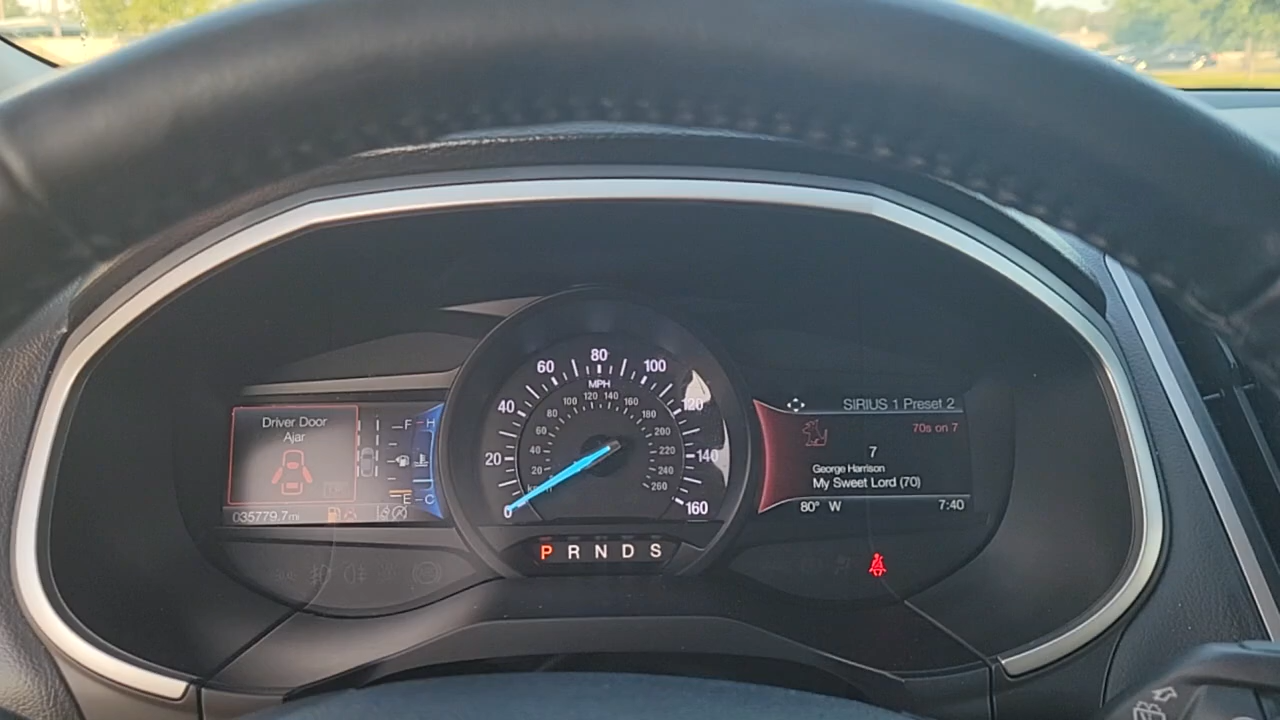 Driver Door
Ajar
F
H
E
C
035779.7mi
0
20
40
60
80
100
120
140
160
MPH
20
40
60
80
100
120
140
160
180
200
220
240
260
km/h
P R N D S
SIRIUS 1 Preset 2
70s on 7
7
George Harrison
My Sweet Lord (70)
80° W
7:40